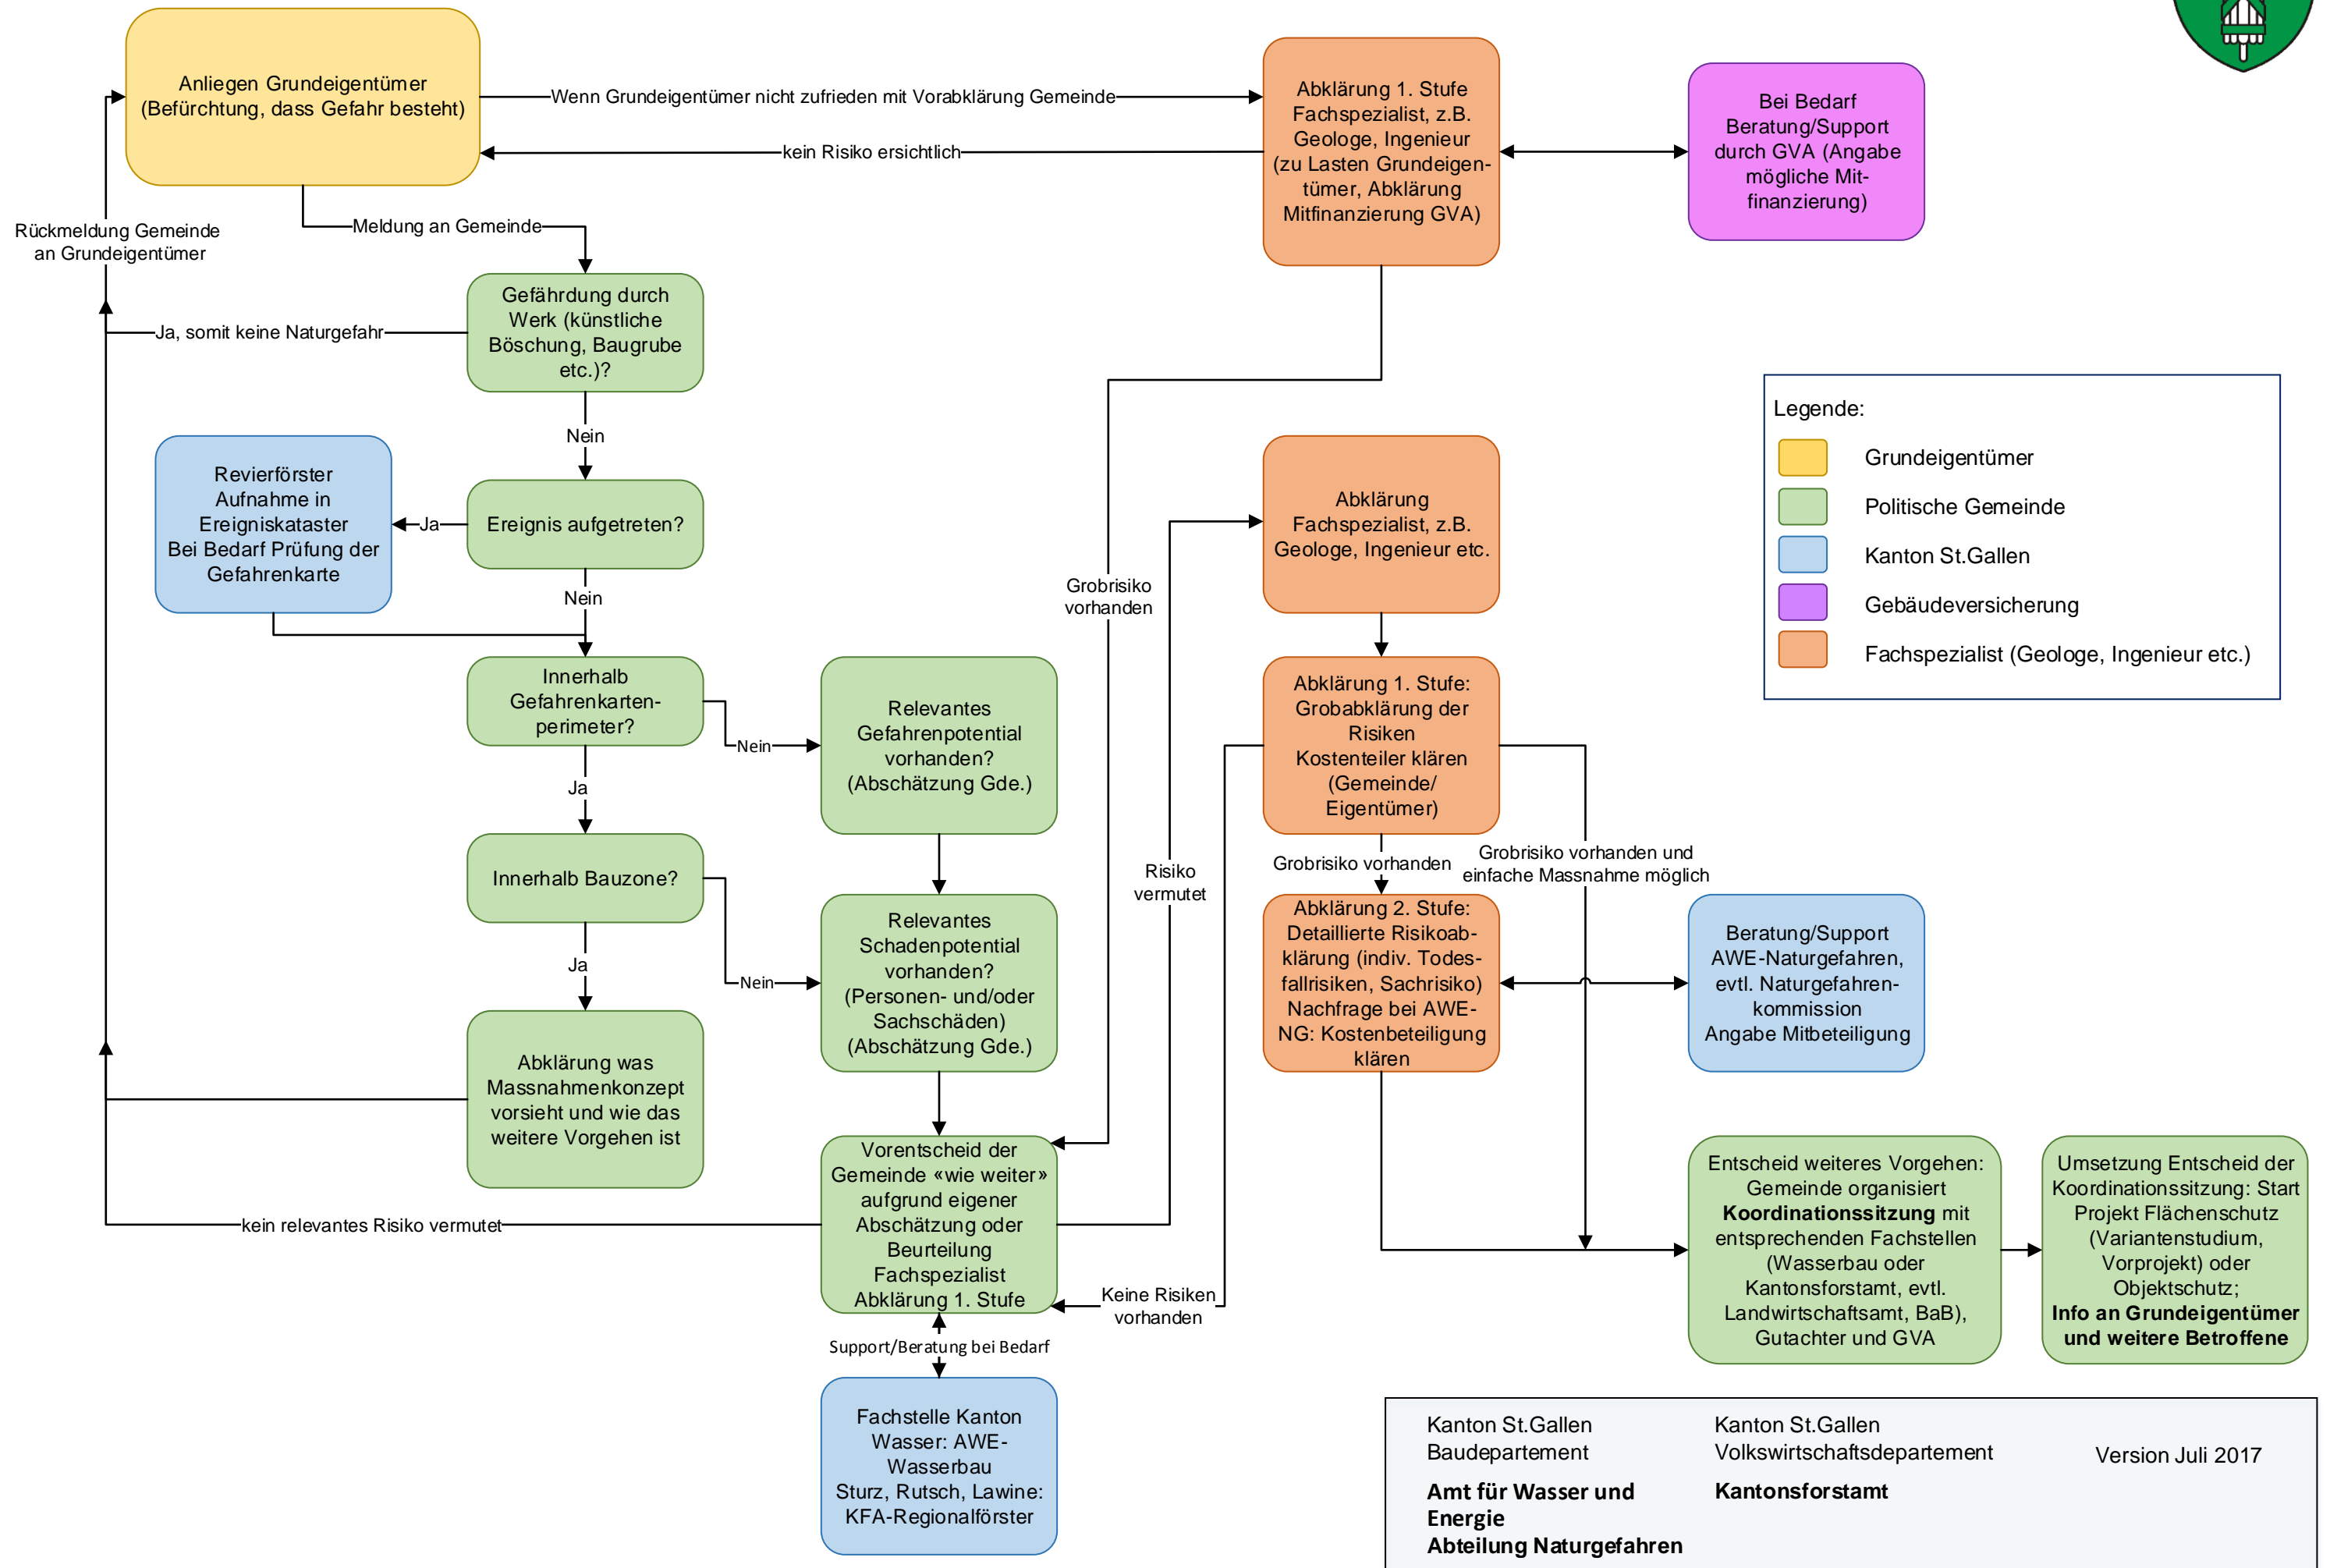 Anliegen Grundeigentümer
(Befürchtung, dass Gefahr besteht)
Wenn Grundeigentümer nicht zufrieden mit Vorabklärung Gemeinde
kein Risiko ersichtlich
Abklärung 1. Stufe
Fachspezialist, z.B.
Geologe, Ingenieur
(zu Lasten Grundeigen-
tümer, Abklärung
Mitfinanzierung GVA)
Bei Bedarf
Beratung/Support
durch GVA (Angabe
mögliche Mit-
finanzierung)
Rückmeldung Gemeinde
an Grundeigentümer
Meldung an Gemeinde
Gefährdung durch
Werk (künstliche
Böschung, Baugrube
etc.)?
Ja, somit keine Naturgefahr
Nein
Revierförster
Aufnahme in
Ereigniskataster
Bei Bedarf Prüfung der
Gefahrenkarte
Ja
Ereignis aufgetreten?
Nein
Innerhalb
Gefahrenkarten-
perimeter?
Nein
Relevantes
Gefahrenpotential
vorhanden?
(Abschätzung Gde.)
Ja
Innerhalb Bauzone?
Nein
Relevantes
Schadenpotential
vorhanden?
(Personen- und/oder
Sachschäden)
(Abschätzung Gde.)
Ja
Abklärung was
Massnahmenkonzept
vorsieht und wie das
weitere Vorgehen ist
kein relevantes Risiko vermutet
Vorentscheid der
Gemeinde «wie weiter»
aufgrund eigener
Abschätzung oder
Beurteilung
Fachspezialist
Abklärung 1. Stufe
Support/Beratung bei Bedarf
Fachstelle Kanton
Wasser: AWE-
Wasserbau
Sturz, Rutsch, Lawine:
KFA-Regionalförster
Grobrisiko
vorhanden
Risiko
vermutet
Keine Risiken
vorhanden
Abklärung
Fachspezialist, z.B.
Geologe, Ingenieur etc.
Abklärung 1. Stufe:
Grobabklärung der
Risiken
Kostenteiler klären
(Gemeinde/
Eigentümer)
Grobrisiko vorhanden
Grobrisiko vorhanden und
einfache Massnahme möglich
Abklärung 2. Stufe:
Detaillierte Risikoab-
klärung (indiv. Todes-
fallrisiken, Sachrisiko)
Nachfrage bei AWE-
NG: Kostenbeteiligung
klären
Beratung/Support
AWE-Naturgefahren,
evtl. Naturgefahren-
kommission
Angabe Mitbeteiligung
Entscheid weiteres Vorgehen:
Gemeinde organisiert
Koordinationssitzung mit
entsprechenden Fachstellen
(Wasserbau oder
Kantonsforstamt, evtl.
Landwirtschaftsamt, BaB),
Gutachter und GVA
Umsetzung Entscheid der
Koordinationssitzung: Start
Projekt Flächenschutz
(Variantenstudium,
Vorprojekt) oder
Objektschutz;
Info an Grundeigentümer
und weitere Betroffene
Legende:
Grundeigentümer
Politische Gemeinde
Kanton St.Gallen
Gebäudeversicherung
Fachspezialist (Geologe, Ingenieur etc.)
Kanton St.Gallen
Baudepartement
Amt für Wasser und
Energie
Abteilung Naturgefahren
Kanton St.Gallen
Volkswirtschaftsdepartement
Kantonsforstamt
Version Juli 2017